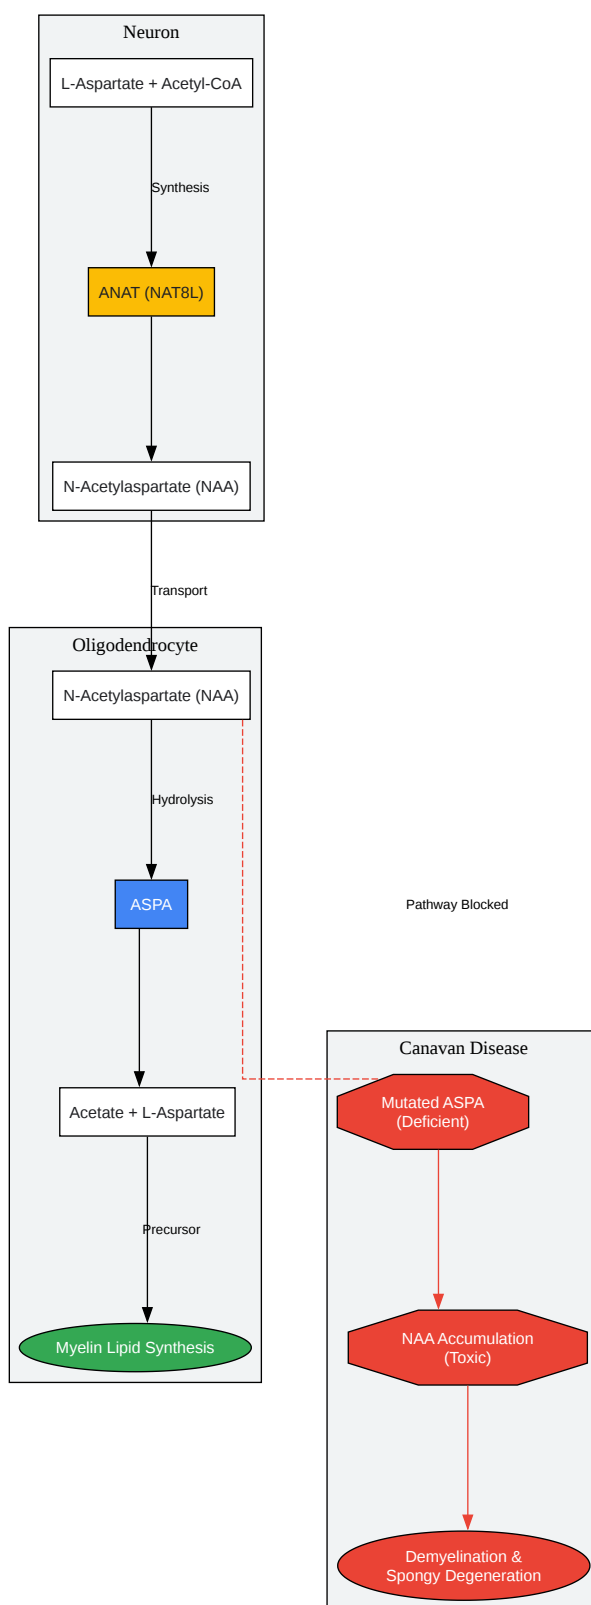 Neuron
L-Aspartate + Acetyl-CoA
Synthesis
ANAT (NAT8L)
N-Acetylaspartate (NAA)
Transport
Oligodendrocyte
N-Acetylaspartate (NAA)
Hydrolysis
ASPA
Pathway Blocked
Acetate + L-Aspartate
Precursor
Myelin Lipid Synthesis
Canavan Disease
Mutated ASPA
(Deficient)
NAA Accumulation
(Toxic)
Demyelination &
Spongy Degeneration